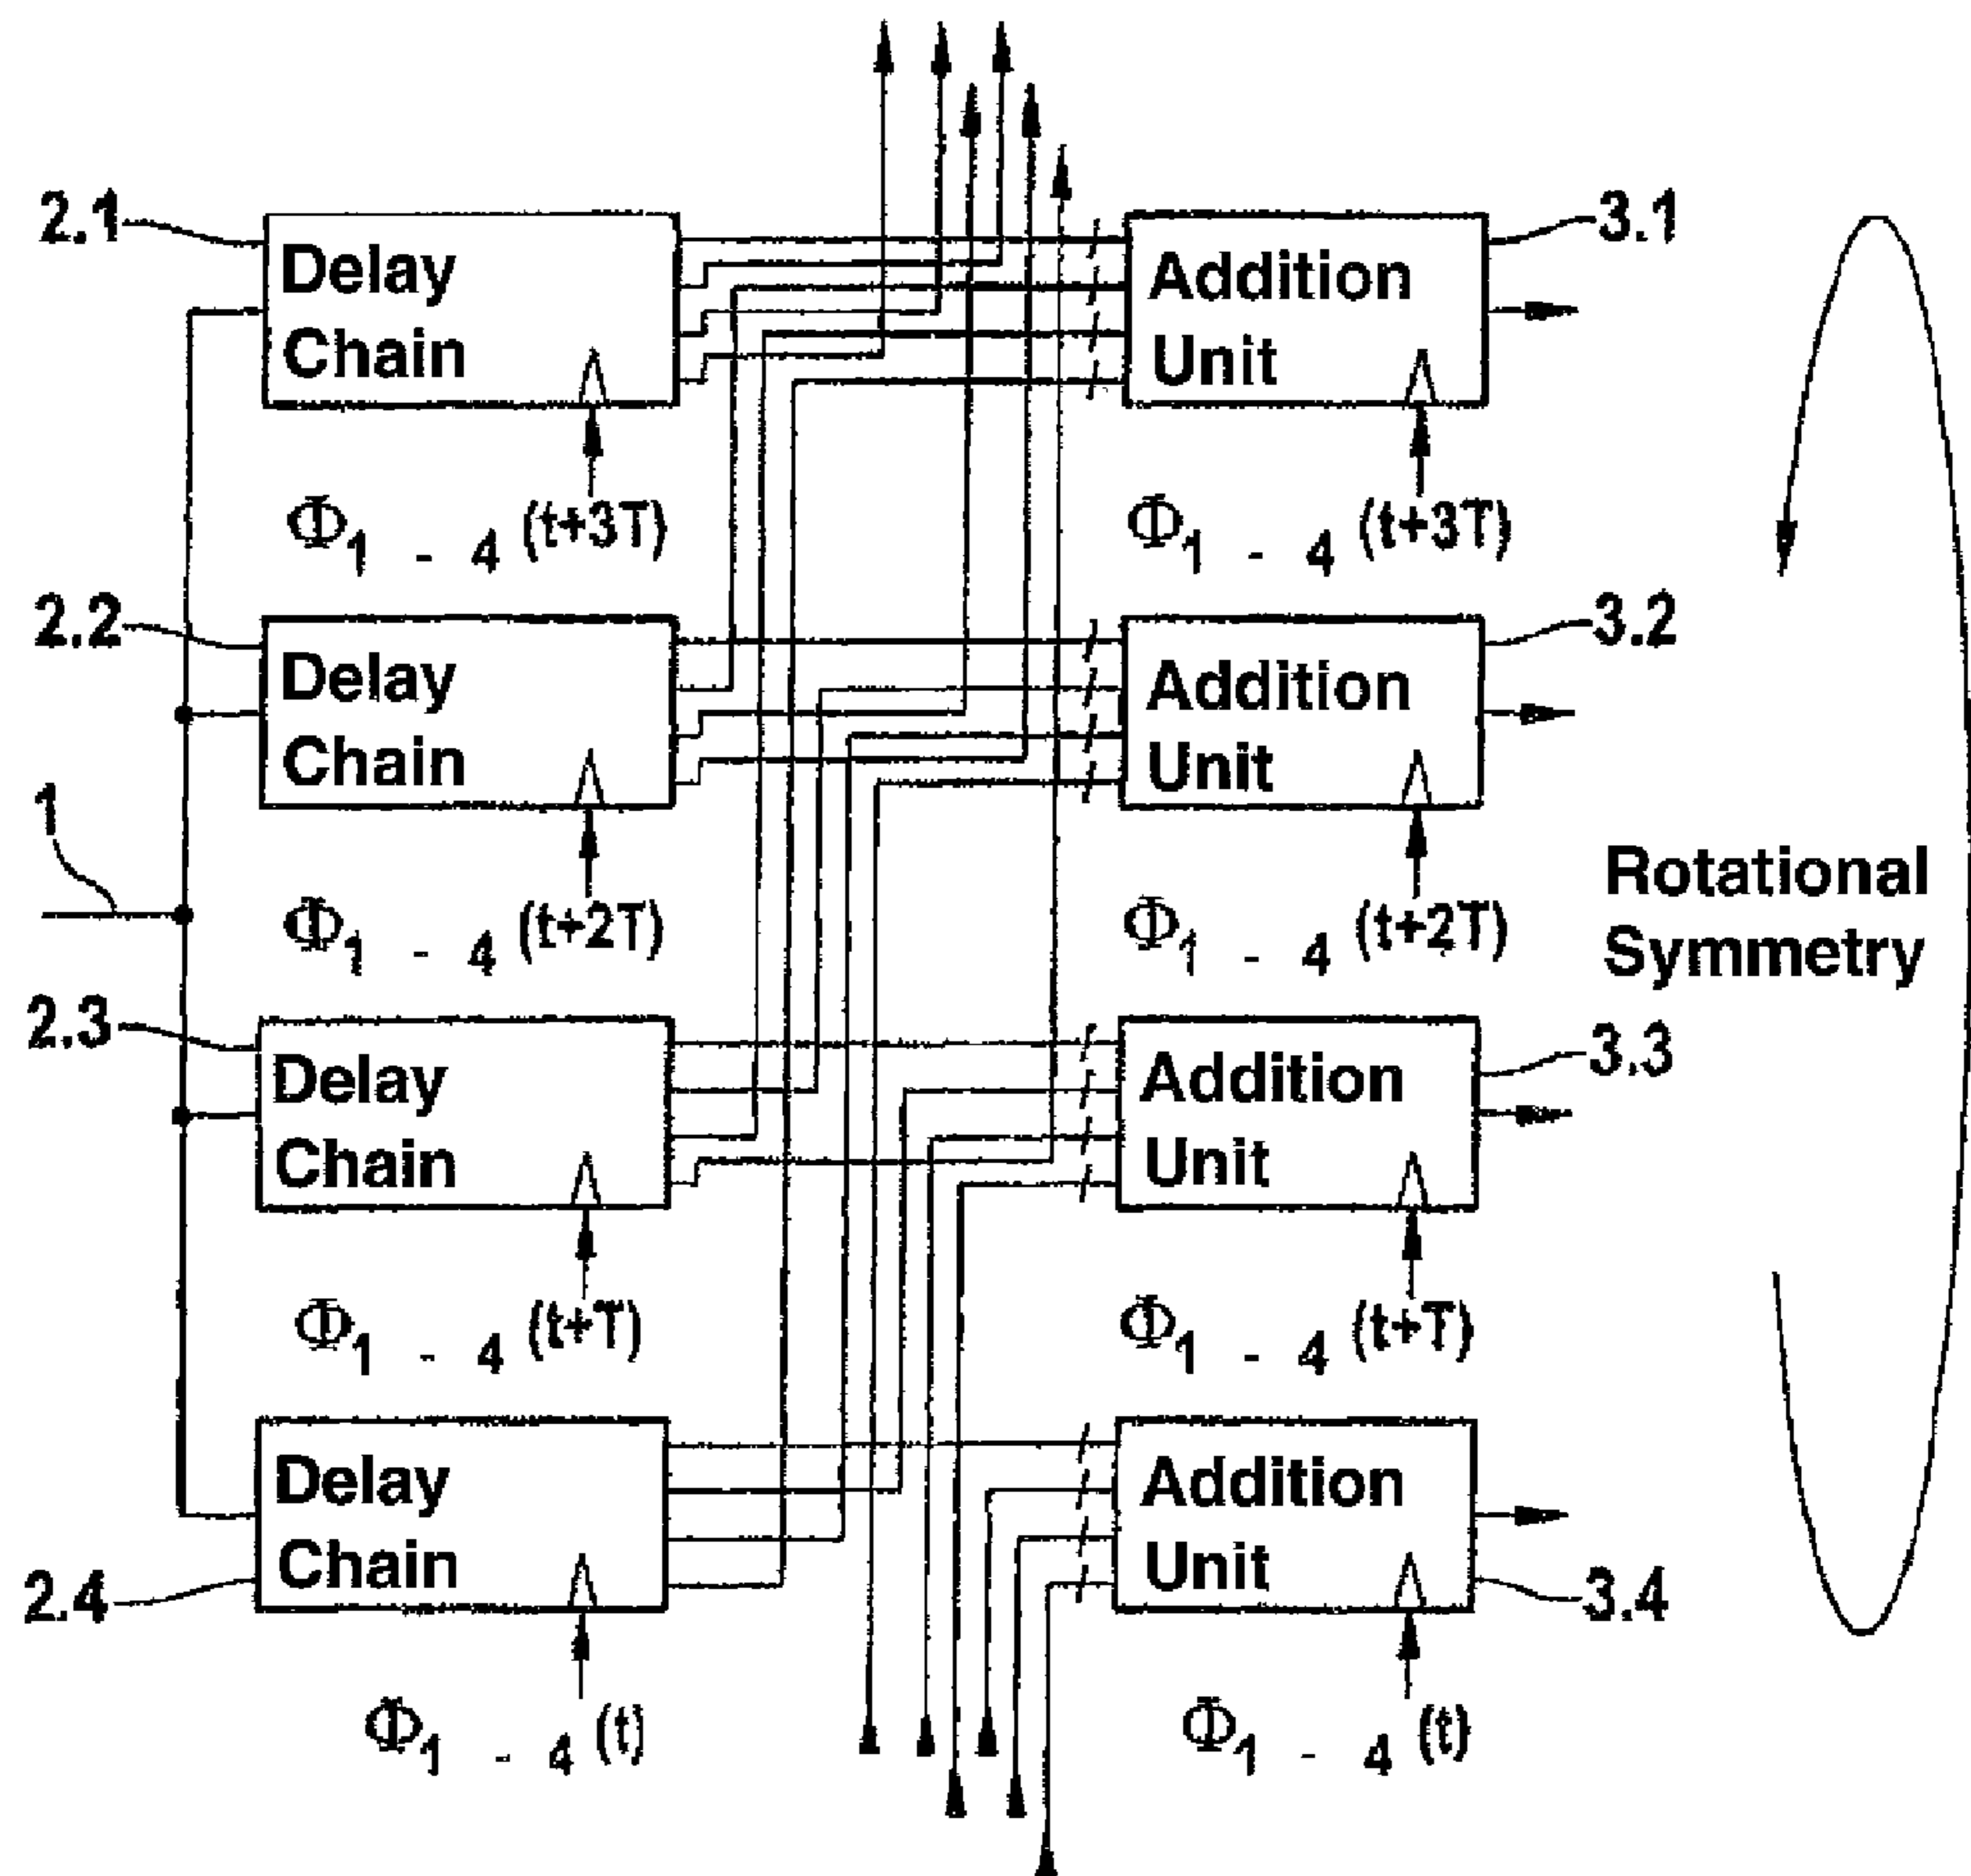 2.1
Delay
Chain
Addition
Unit
3.1
Φ1 - 4 (t+3T)
Φ1 - 4 (t+3T)
2.2
Delay
Chain
Addition
Unit
3.2
1
Φ1 - 4 (t+2T)
Φ1 - 4 (t+2T)
Rotational
Symmetry
2.3
Delay
Chain
Addition
Unit
3.3
Φ1 - 4 (t+T)
Φ1 - 4 (t+T)
Delay
Chain
2.4
Addition
Unit
3.4
Φ1 - 4 (t)
Φ1 - 4 (t)